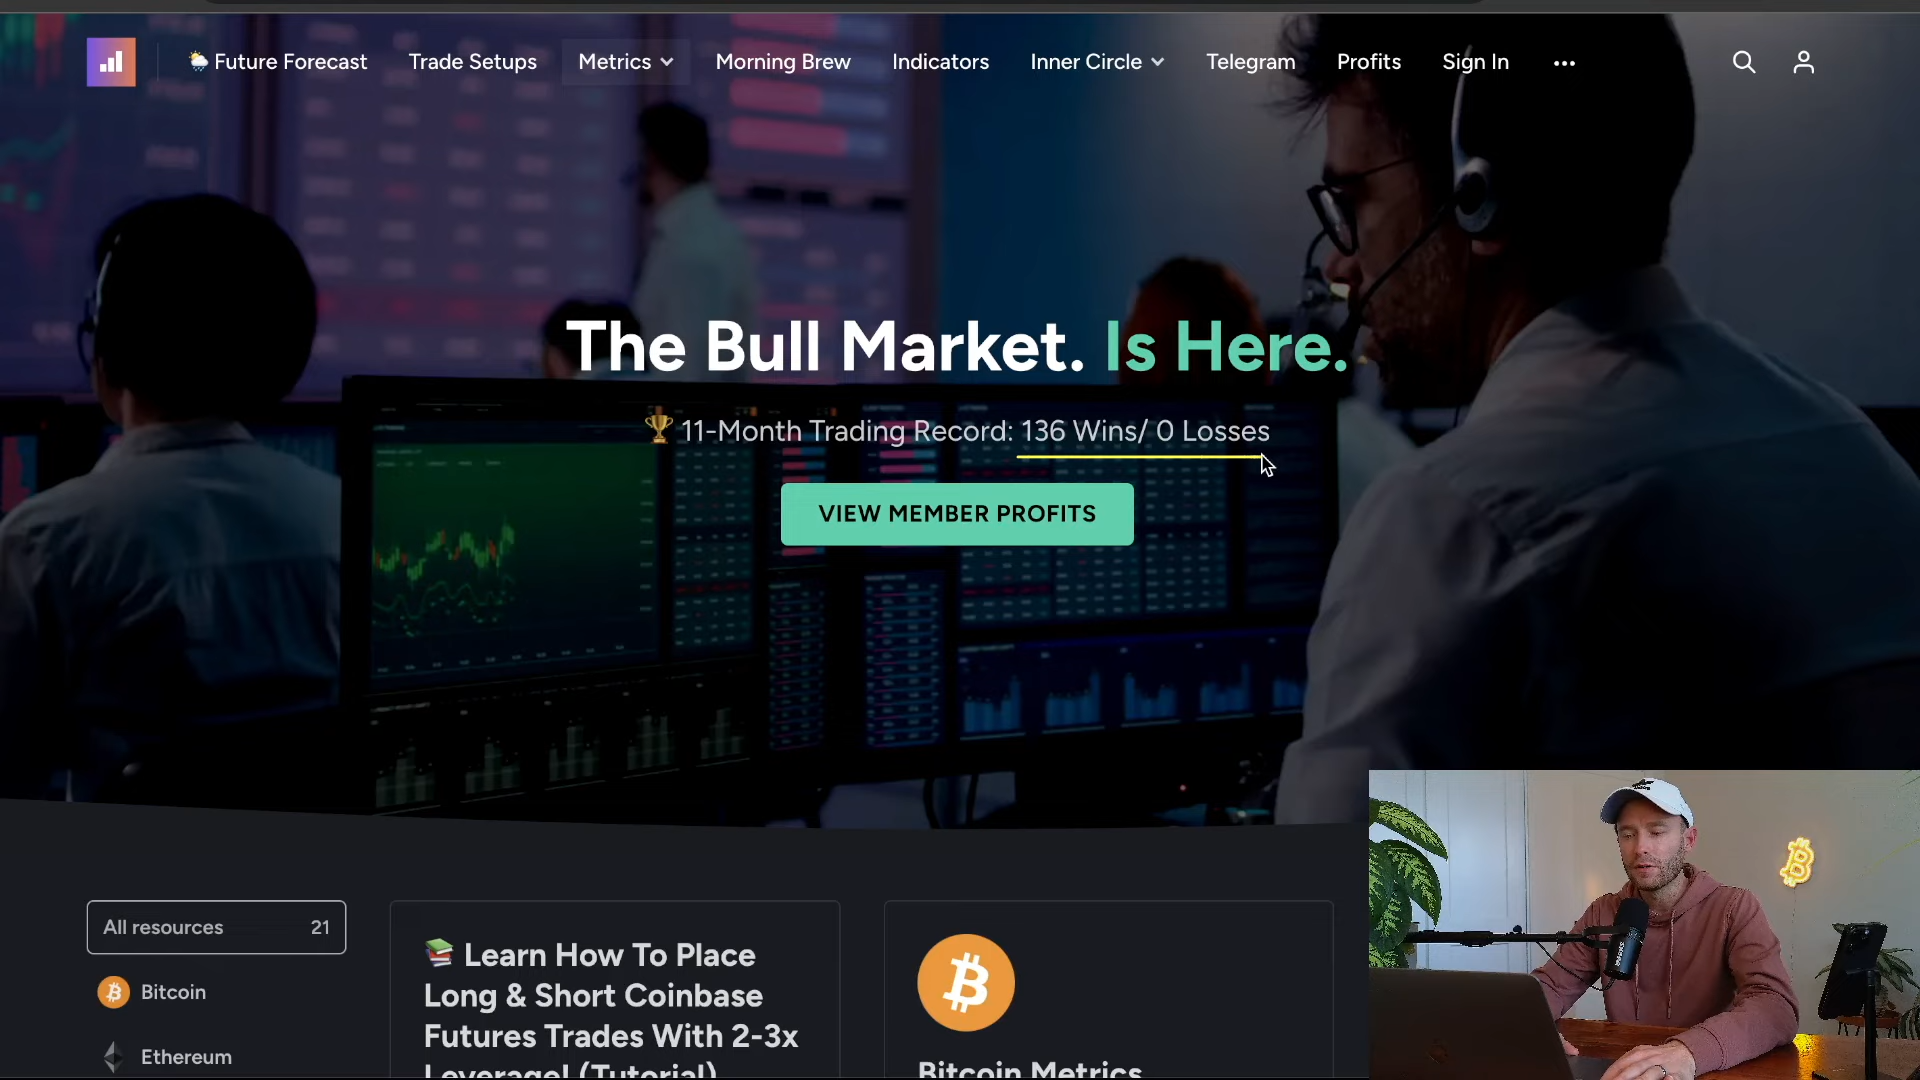 Future Forecast
Trade Setups
Metrics
Morning Brew
Indicators
Inner Circle
Telegram
Profits
Sign In
The Bull Market. Is Here.
11-Month Trading Record: 136 Wins/ 0 Losses
VIEW MEMBER PROFITS
All resources 21
Bitcoin
Ethereum
Learn How To Place
Long & Short Coinbase
Futures Trades With 2-3x
Leverage! (Tutorial)
Bitcoin Metrics